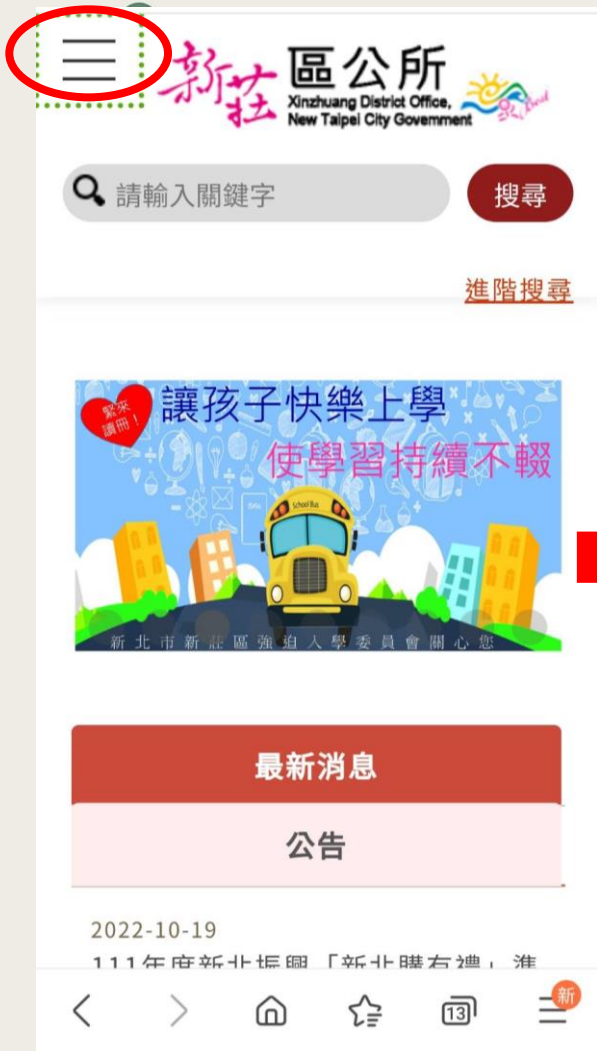 新莊 區公所
Xinzhuang District Office,
New Taipei City Government
請輸入關鍵字
搜尋
進階搜尋
緊來
讀冊！
讓孩子快樂上學
使學習持續不輟
School Bus
新北市新莊區強迫入學委員會關心您
最新消息
公告
2022-10-19
111年度新北振興「新北購有禮」準
13
新